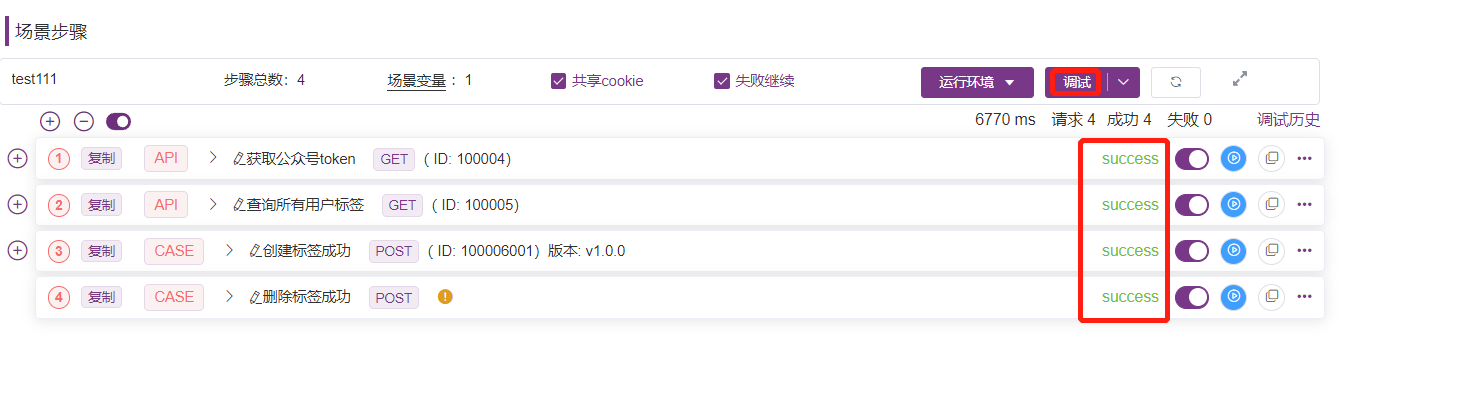 场景步骤
test111 步骤总数：4 场景变量：1 共享cookie 失败继续 运行环境 调试
6770 ms 请求 4 成功 4 失败 0 调试历史
1 复制 API 获取公众号token GET ( ID: 100004) success
2 复制 API 查询所有用户标签 GET ( ID: 100005) success
3 复制 CASE 创建标签成功 POST ( ID: 100006001) 版本: v1.0.0 success
4 复制 CASE 删除标签成功 POST success